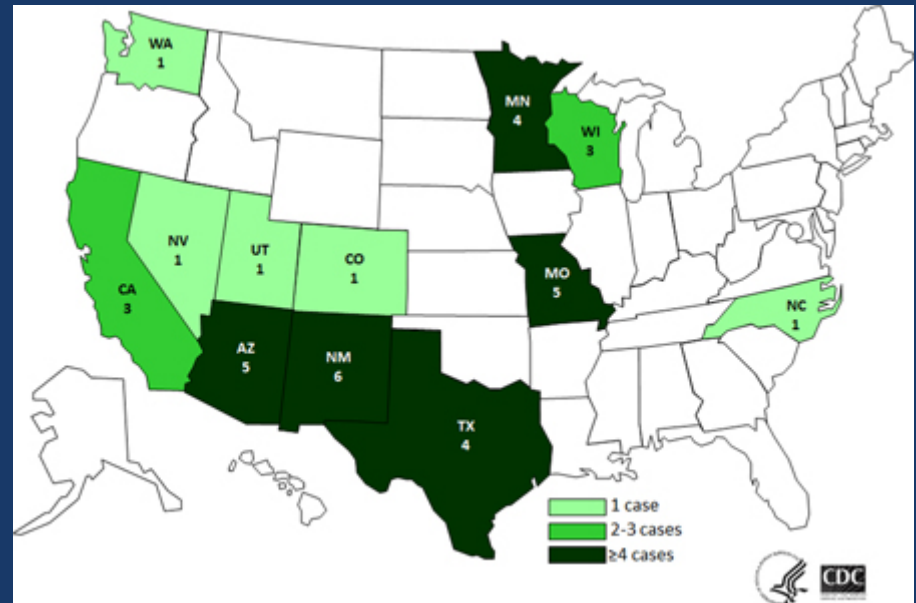 WA
1
MN
4
WI
3
NV
1
UT
1
CO
1
CA
3
MO
5
NC
1
AZ
5
NM
6
TX
4
1 case
2-3 cases
≥4 cases
CDC